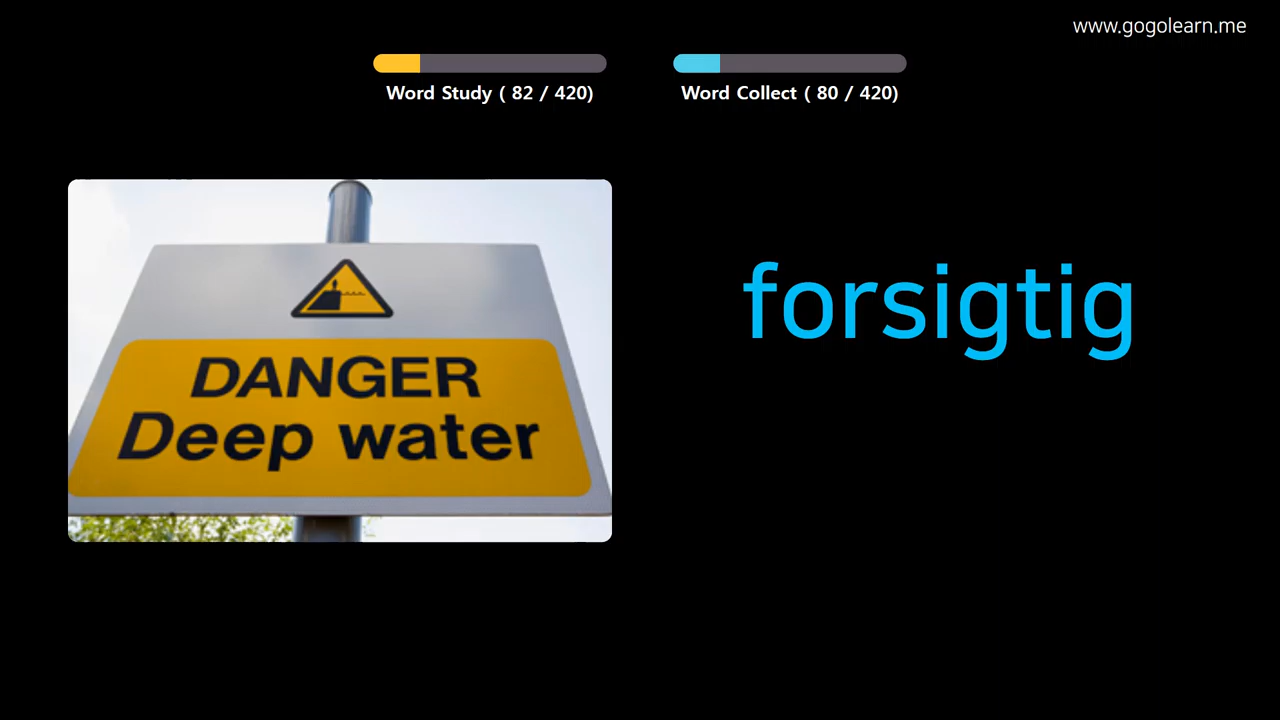 www.gogolearn.me
Word Study ( 82 / 420)
Word Collect ( 80 / 420)
DANGER
Deep water
forsigtig